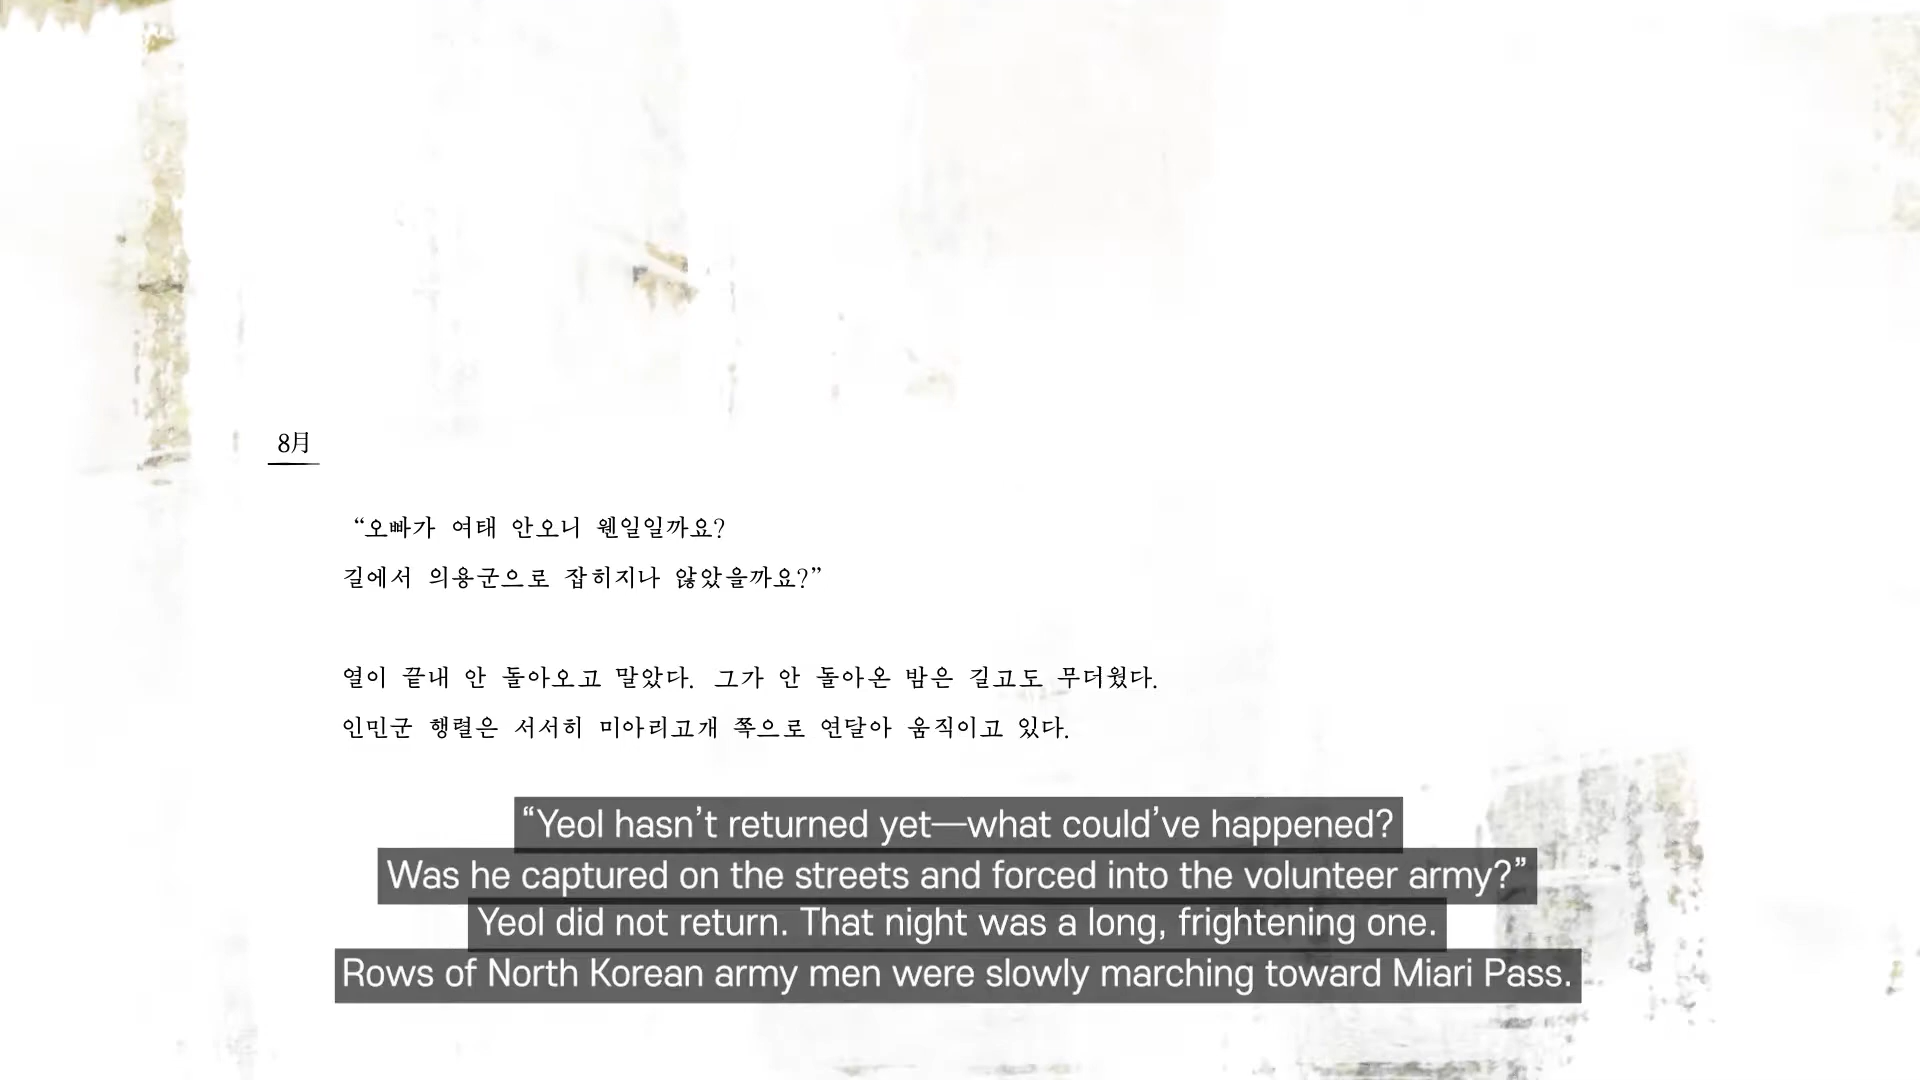 8月
“오빠가 여태 안오니 웬일일까요?
길에서 의용군으로 잡히지나 않았을까요?”
열이 끝내 안 돌아오고 말았다. 그가 안 돌아온 밤은 길고도 무더웠다.
인민군 행렬은 서서히 미아리고개 쪽으로 연달아 움직이고 있다.
“Yeol hasn’t returned yet—what could’ve happened?
Was he captured on the streets and forced into the volunteer army?”
Yeol did not return. That night was a long, frightening one.
Rows of North Korean army men were slowly marching toward Miari Pass.